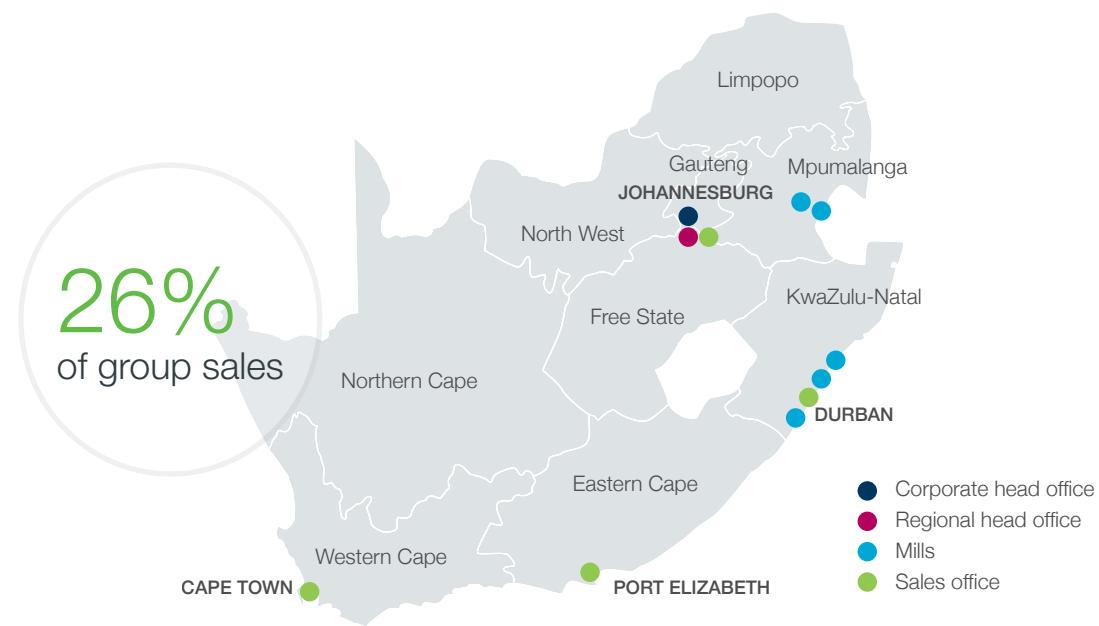 Limpopo
Gauteng
Mpumalanga
JOHANNESBURG
North West
26%
of group sales
KwaZulu-Natal
Free State
Northern Cape
DURBAN
Eastern Cape
Western Cape
CAPE TOWN
PORT ELIZABETH
Corporate head office
Regional head office
Mills
Sales office